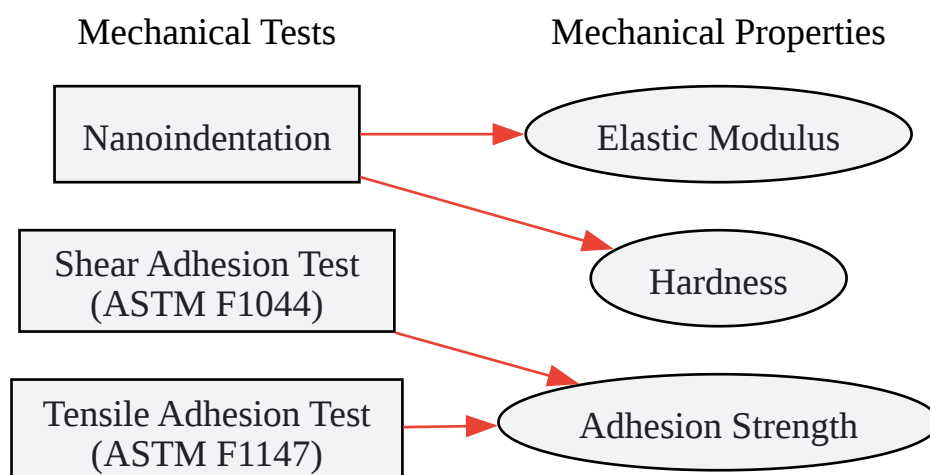 Mechanical Tests
Mechanical Properties
Nanoindentation
Elastic Modulus
Shear Adhesion Test
(ASTM F1044)
Hardness
Tensile Adhesion Test
(ASTM F1147)
Adhesion Strength